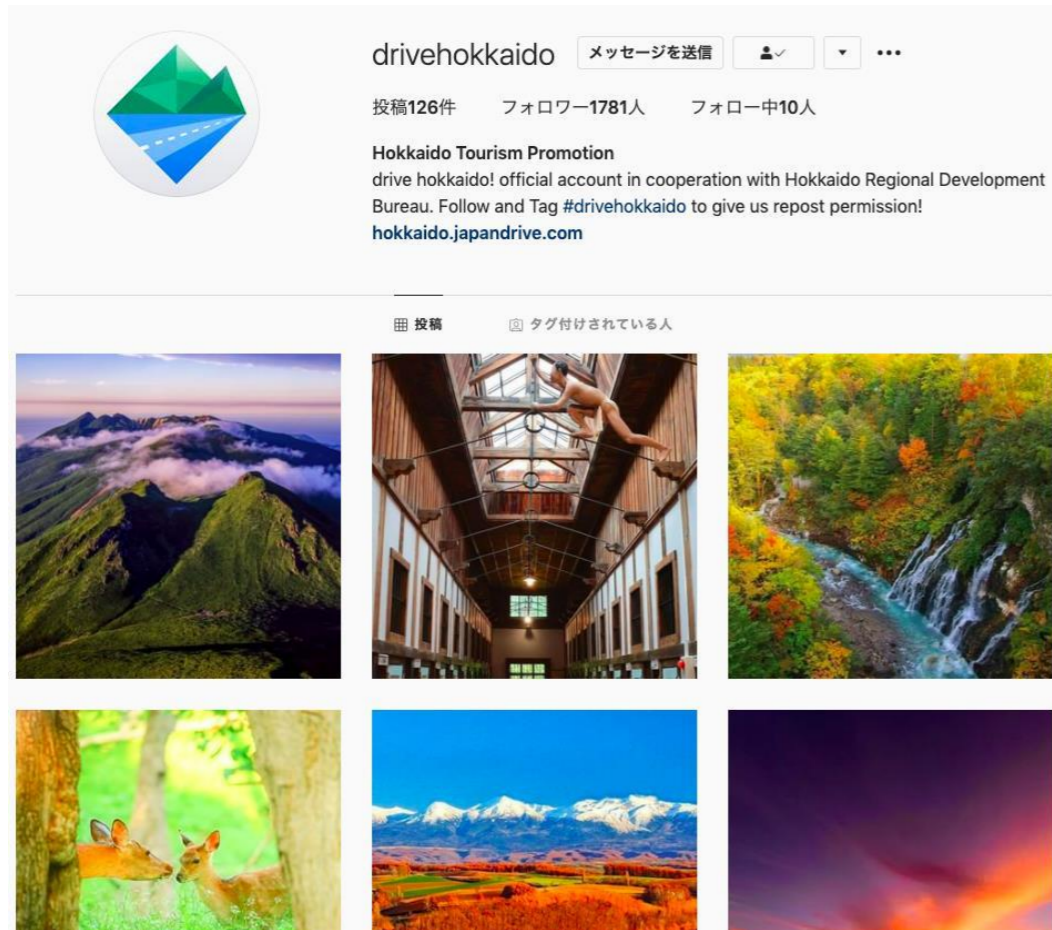 drivehokkaido メッセージを送信
投稿126件 フォロワー1781人 フォロー中10人
Hokkaido Tourism Promotion
drive hokkaido! official account in cooperation with Hokkaido Regional Development
Bureau. Follow and Tag #drivehokkaido to give us repost permission!
hokkaido.japandrive.com
投稿 タグ付けされている人